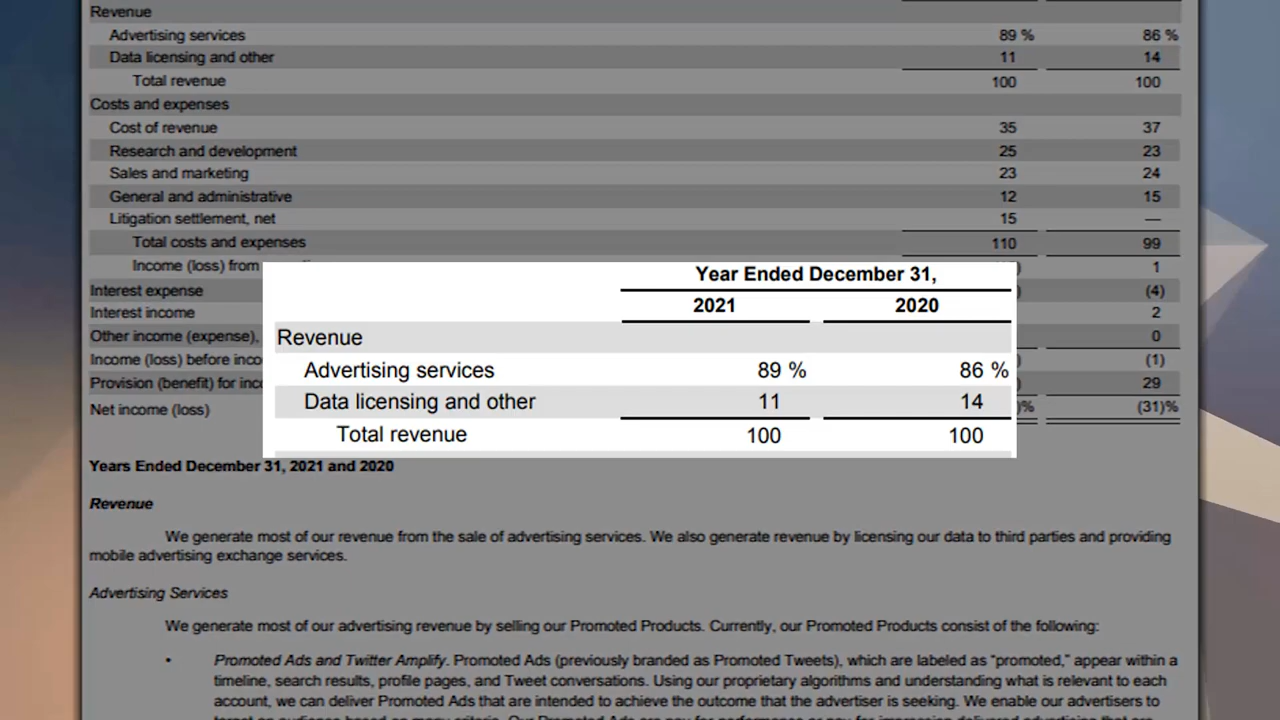 Revenue
Advertising services 89 % 86 %
Data licensing and other 11 14
Total revenue 100 100
Costs and expenses
Cost of revenue 35 37
Research and development 25 23
Sales and marketing 23 24
General and administrative 12 15
Litigation settlement, net 15 —
Total costs and expenses 110 99
Income (loss) from ) 1
Interest expense ) (4)
Interest income 2
Other income (expense), 0
Income (loss) before ) (1)
Provision (benefit) for ) 29
Net income (loss) )% (31)%
Year Ended December 31,
2021 2020
Revenue
Advertising services 89 % 86 %
Data licensing and other 11 14
Total revenue 100 100
Years Ended December 31, 2021 and 2020
Revenue
We generate most of our revenue from the sale of advertising services. We also generate revenue by licensing our data to third parties and providing
mobile advertising exchange services.
Advertising Services
We generate most of our advertising revenue by selling our Promoted Products. Currently, our Promoted Products consist of the following:
• Promoted Ads and Twitter Amplify. Promoted Ads (previously branded as Promoted Tweets), which are labeled as “promoted,” appear within a
timeline, search results, profile pages, and Tweet conversations. Using our proprietary algorithms and understanding what is relevant to each
account, we can deliver Promoted Ads that are intended to achieve the outcome that the advertiser is seeking. We enable our advertisers to